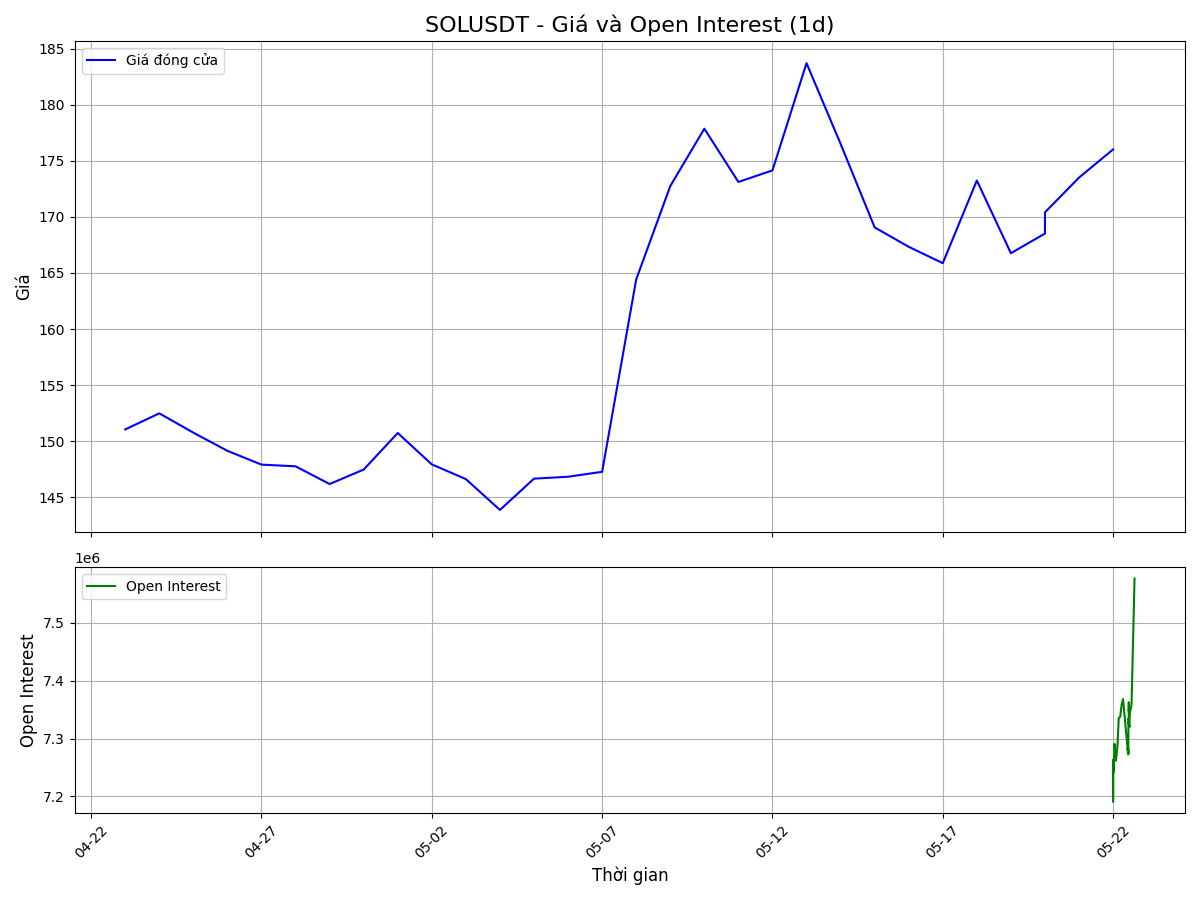 SOLUSDT - Giá và Open Interest (1d)
Giá đóng cửa
185
180
175
170
165
160
155
150
145
Giá
1e6
Open Interest
7.5
7.4
7.3
7.2
Open Interest
04-22
04-27
05-02
05-07
05-12
05-17
05-22
Thời gian